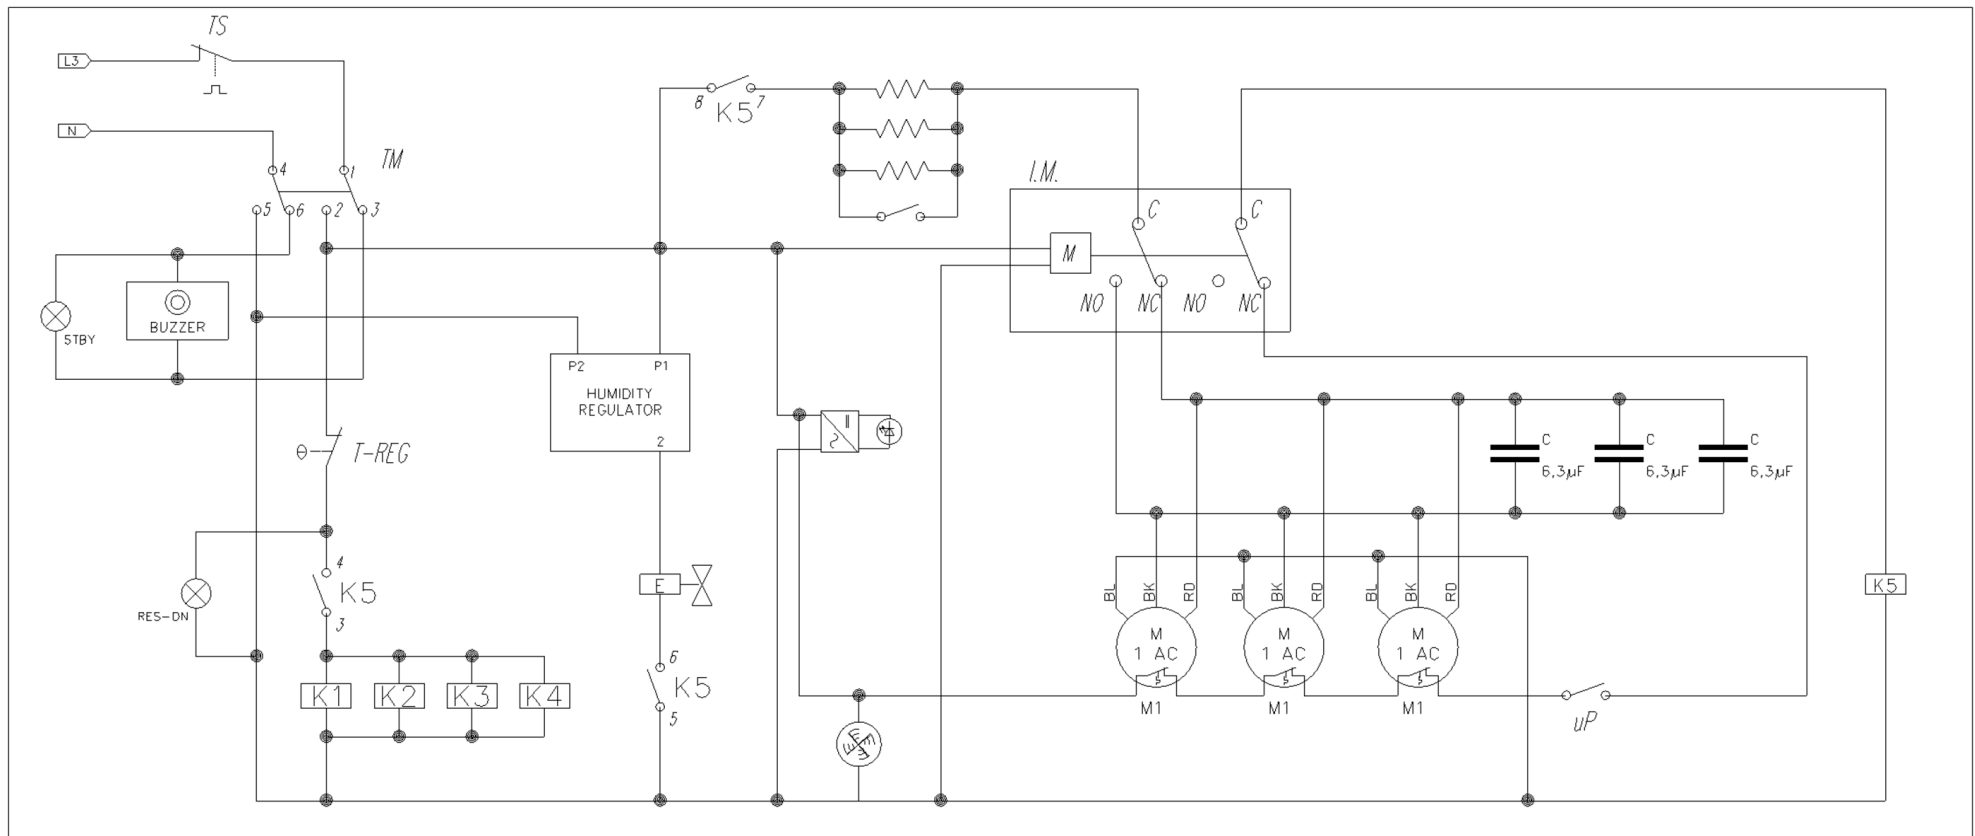 TS
L3
N
TM
4
1
5
6
2
3
8
K5
7
I.M.
C
C
M
NO
NC
NO
NC
BUZZER
STBY
P2
P1
HUMIDITY
REGULATOR
2
θ
T-REG
C
6,3µF
C
6,3µF
C
6,3µF
4
K5
3
RES-DN
E
6
K5
5
BL
BK
RD
BL
BK
RD
BL
BK
RD
K5
M
1 AC
M
1 AC
M
1 AC
K1
K2
K3
K4
M1
M1
M1
uP